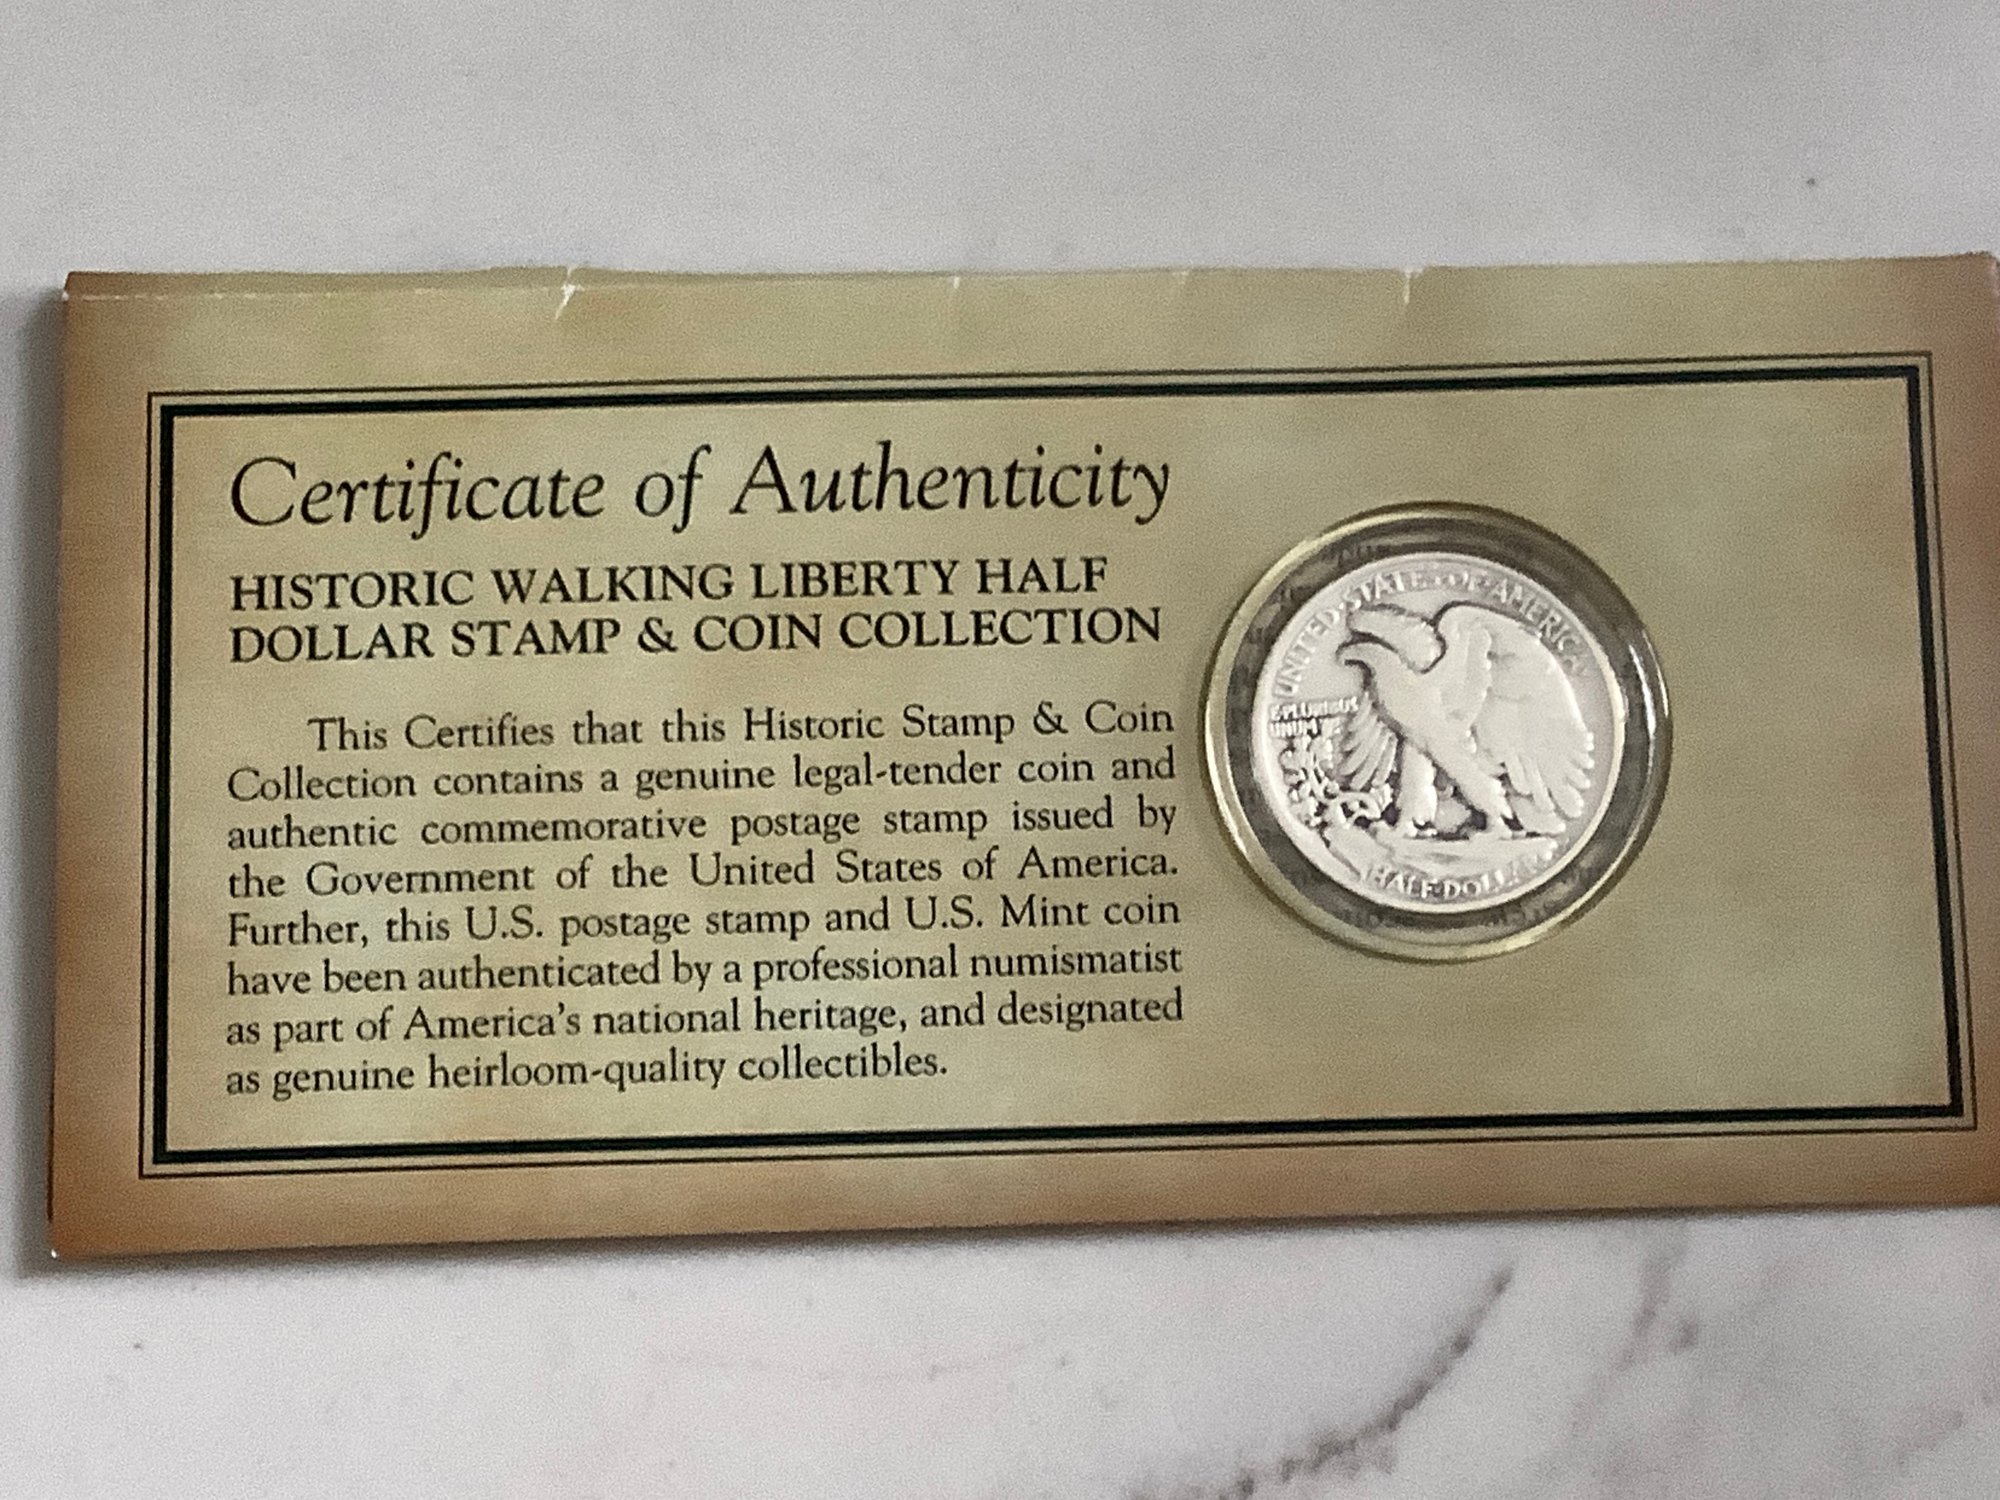 Certificate of Authenticity
HISTORIC WALKING LIBERTY HALF
DOLLAR STAMP & COIN COLLECTION
This Certifies that this Historic Stamp & Coin
Collection contains a genuine legal-tender coin and
authentic commemorative postage stamp issued by
the Government of the United States of America.
Further, this U.S. postage stamp and U.S. Mint coin
have been authenticated by a professional numismatist
as part of America's national heritage, and designated
as genuine heirloom-quality collectibles.
UNITED·STATES·OF·AMERICA
E·PLURIBUS
UNUM
HALF·DOLLAR